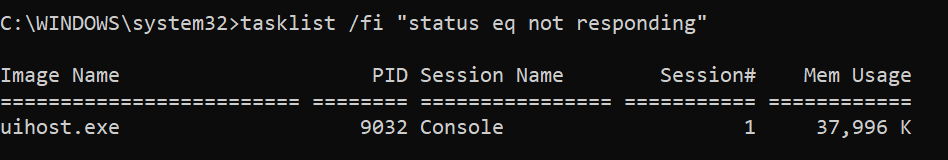 C:\WINDOWS\system32>tasklist /fi "status eq not responding"
Image Name                     PID Session Name        Session#    Mem Usage
========================= ======== ================ =========== ============
uihost.exe                    9032 Console                    1     37,996 K